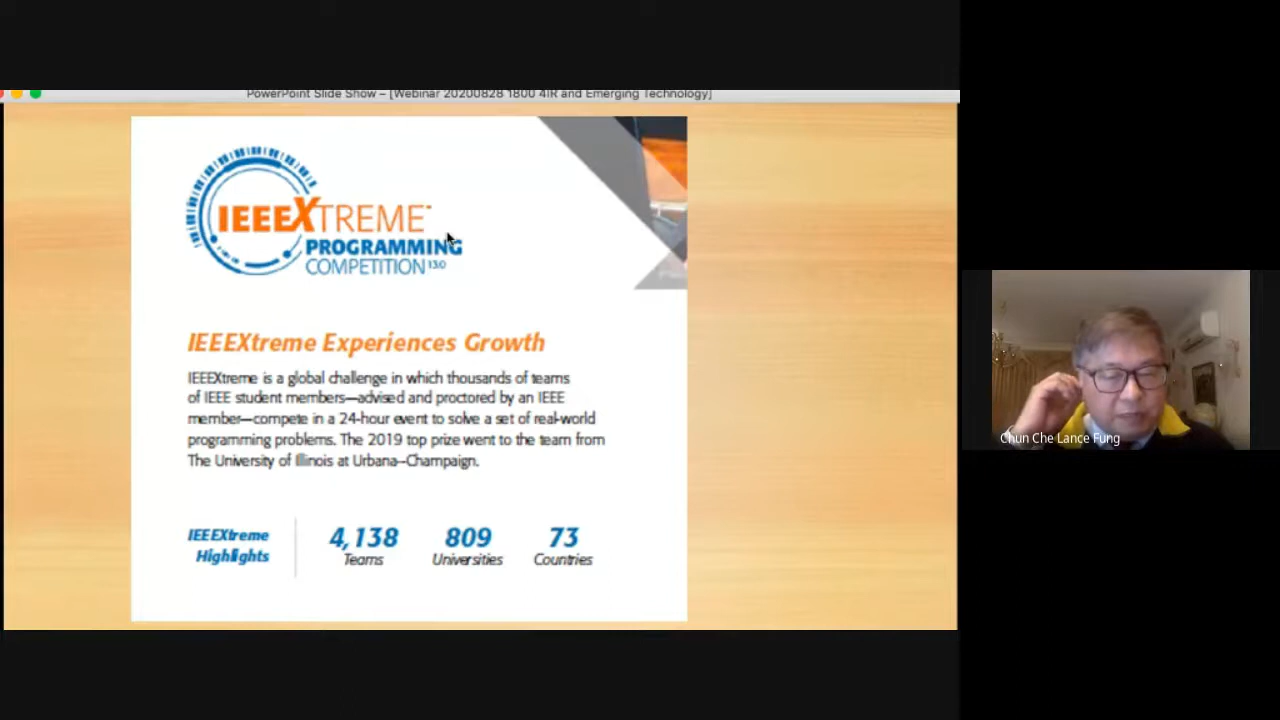 PowerPoint Slide Show – [Webinar 20200828 1800 4IR and Emerging Technology]
IEEEXTREME
PROGRAMMING
COMPETITION 13.0
IEEEXtreme Experiences Growth
IEEEXtreme is a global challenge in which thousands of teams
of IEEE student members—advised and proctored by an IEEE
member—compete in a 24-hour event to solve a set of real-world
programming problems. The 2019 top prize went to the team from
The University of Illinois at Urbana--Champaign.
IEEEXtreme
Highlights
4,138
Teams
809
Universities
73
Countries
Chun Che Lance Fung